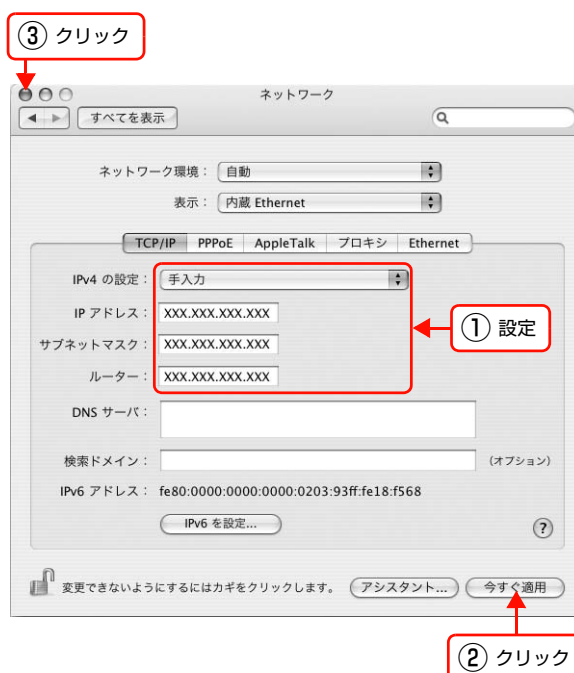 ③ クリック
ネットワーク
すべてを表示
ネットワーク環境： 自動
表示： 内蔵 Ethernet
TCP/IP PPPoE AppleTalk プロキシ Ethernet
IPv4 の設定： 手入力
IP アドレス： XXX.XXX.XXX.XXX
① 設定
サブネットマスク： XXX.XXX.XXX.XXX
ルーター： XXX.XXX.XXX.XXX
DNS サーバ：
検索ドメイン： (オプション)
IPv6 アドレス： fe80:0000:0000:0000:0203:93ff:fe18:f568
IPv6 を設定...
?
変更できないようにするにはカギをクリックします。 アシスタント... 今すぐ適用
② クリック